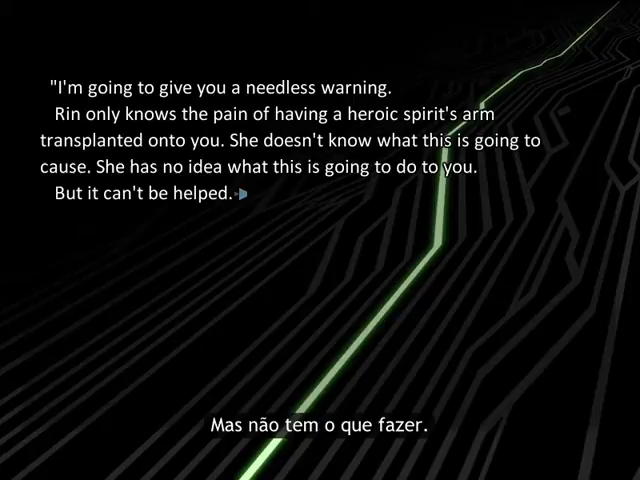 "I'm going to give you a needless warning.
Rin only knows the pain of having a heroic spirit's arm
transplanted onto you. She doesn't know what this is going to
cause. She has no idea what this is going to do to you.
But it can't be helped.
Mas não tem o que fazer.